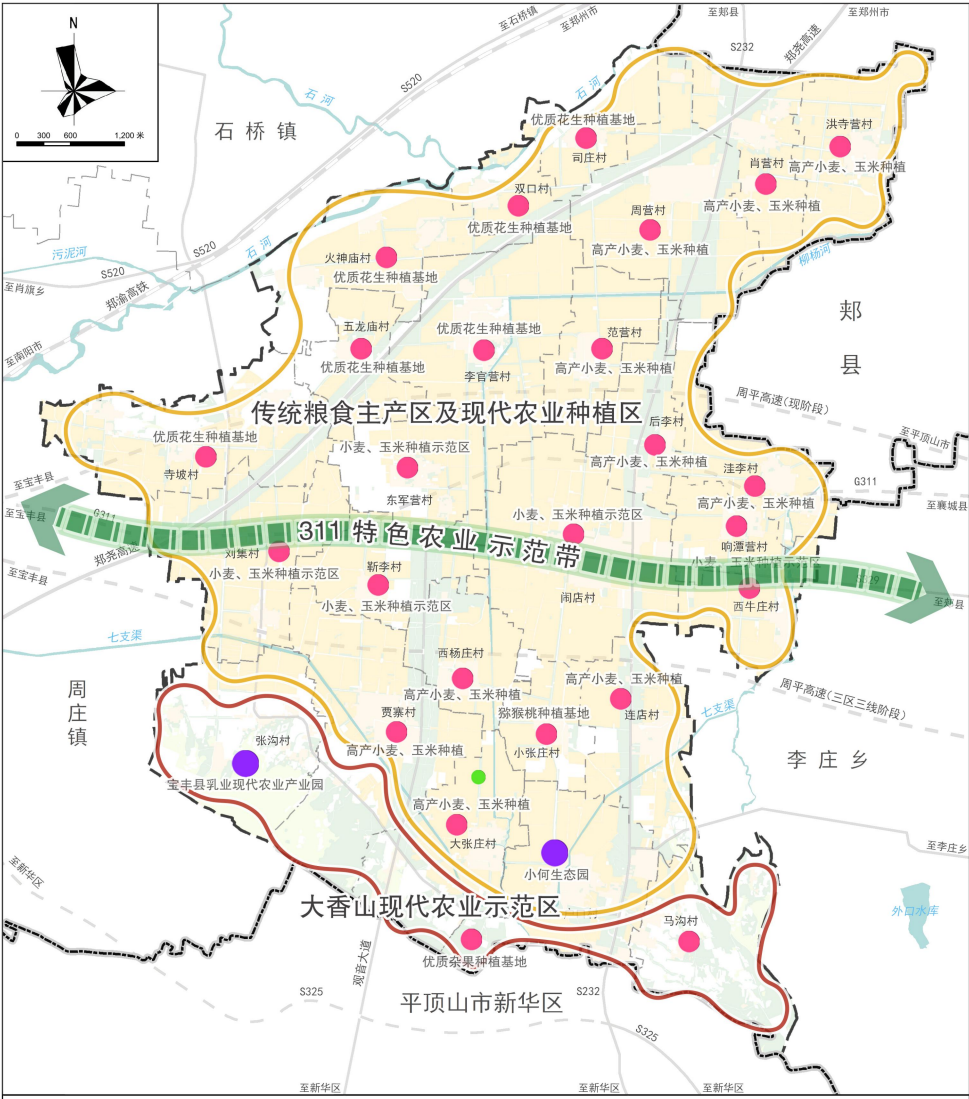 N
0 300 600 1,200 米
至石桥镇
至郑州市
至郏县
至郑州市
S232
郑尧高速
S520
石河
石河
石桥镇
优质花生种植基地
司庄村
洪寺营村
高产小麦、玉米种植
肖营村
高产小麦、玉米种植
双口村
优质花生种植基地
周营村
高产小麦、玉米种植
污泥河
S520
S520
石河
火神庙村
优质花生种植基地
柳杨河
至肖旗乡
郑渝高铁
至南阳市
郏县
五龙庙村
优质花生种植基地
优质花生种植基地
李官营村
范营村
高产小麦、玉米种植
周平高速(现阶段)
传统粮食主产区及现代农业种植区
后李村
高产小麦、玉米种植
至平顶山市
优质花生种植基地
寺坡村
小麦、玉米种植示范区
东军营村
洼李村
高产小麦、玉米种植
G311
至襄城县
至宝丰县
至宝丰县
G311
311特色农业示范带
小麦、玉米种植示范区
闹店村
响潭营村
小麦、玉米种植示范区
郑尧高速
刘集村
小麦、玉米种植示范区
靳李村
小麦、玉米种植示范区
至宝丰县
S329
至郏县
西牛庄村
七支渠
周庄镇
西杨庄村
高产小麦、玉米种植
高产小麦、玉米种植
连店村
周平高速(三区三线阶段)
七支渠
贾寨村
高产小麦、玉米种植
猕猴桃种植基地
小张庄村
李庄乡
张沟村
宝丰县乳业现代农业产业园
高产小麦、玉米种植
大张庄村
小何生态园
至李庄乡
至新华区
大香山现代农业示范区
外口水库
马沟村
优质杂果种植基地
观音大道
平顶山市新华区
S325
S232
S325
至新华区
至新华区
至新华区